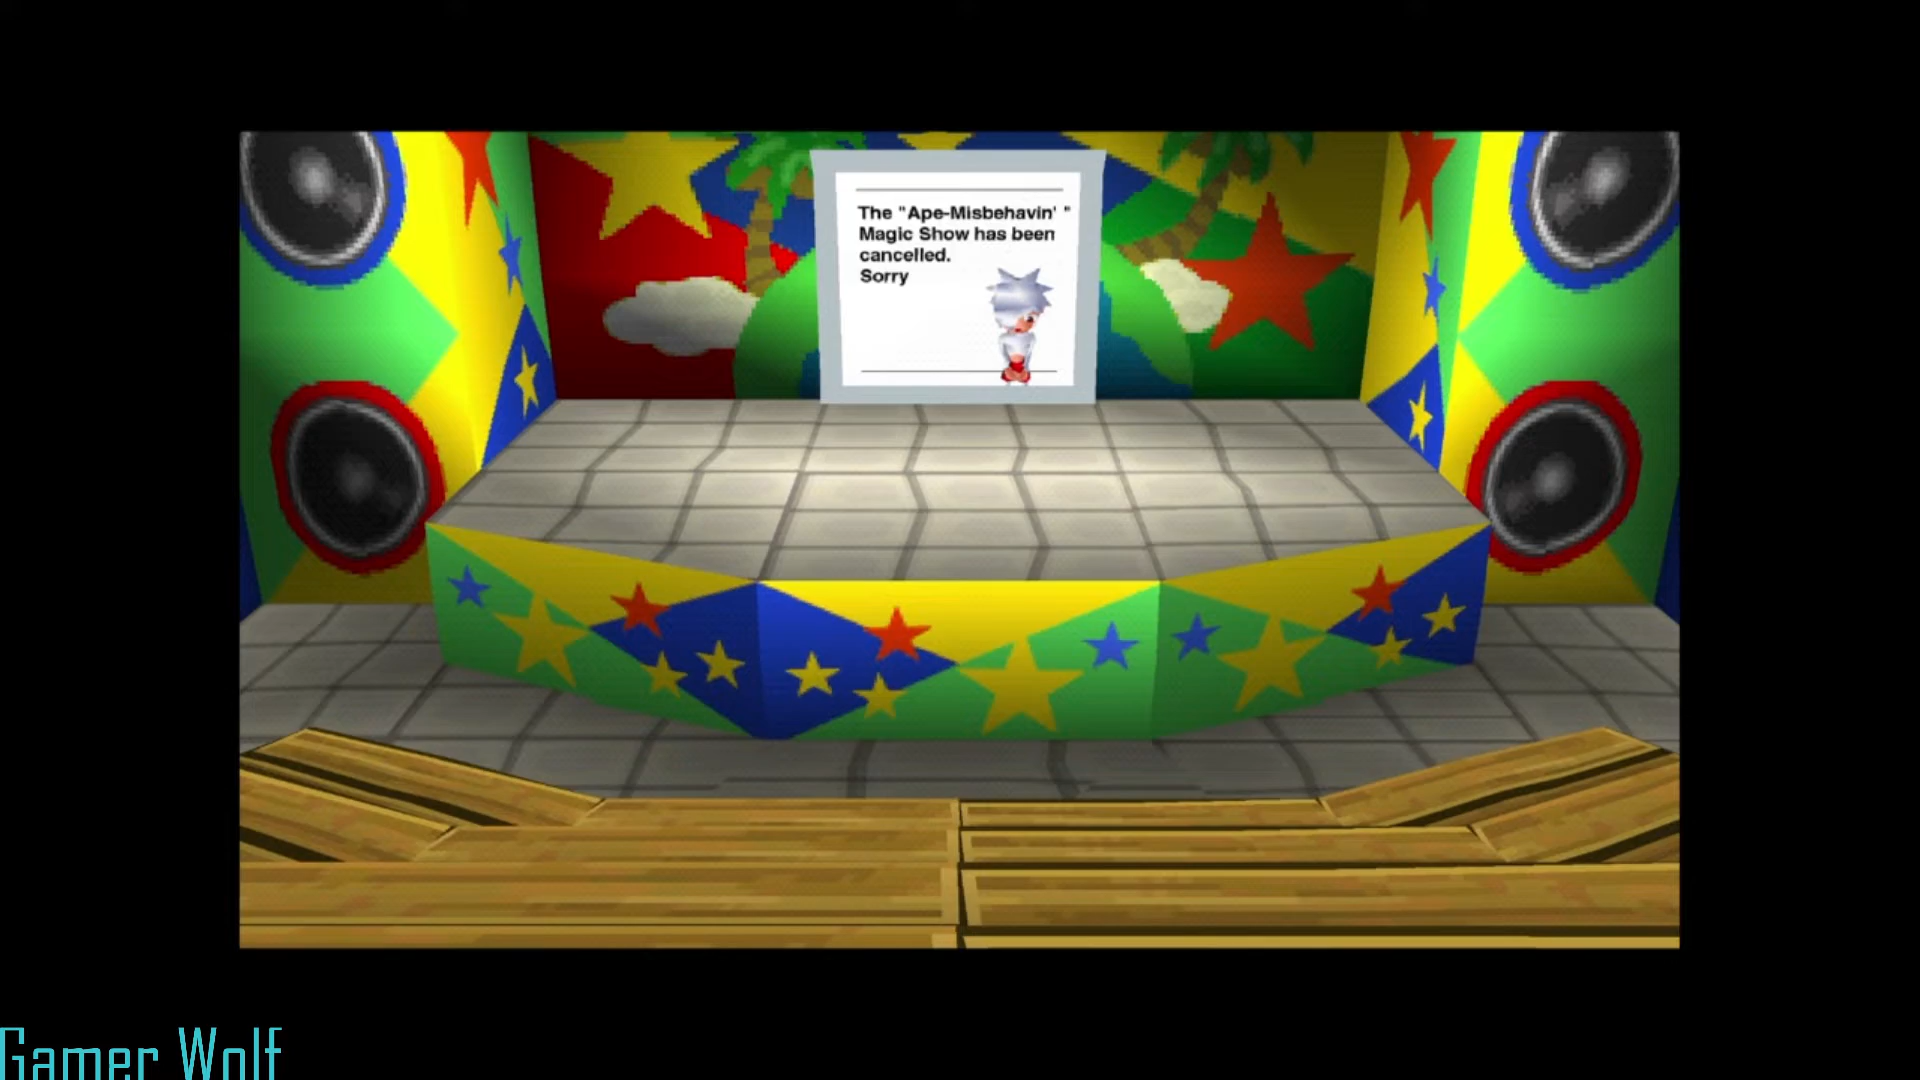 The "Ape-Misbehavin' "
Magic Show has been
cancelled.
Sorry
Gamer Wolf